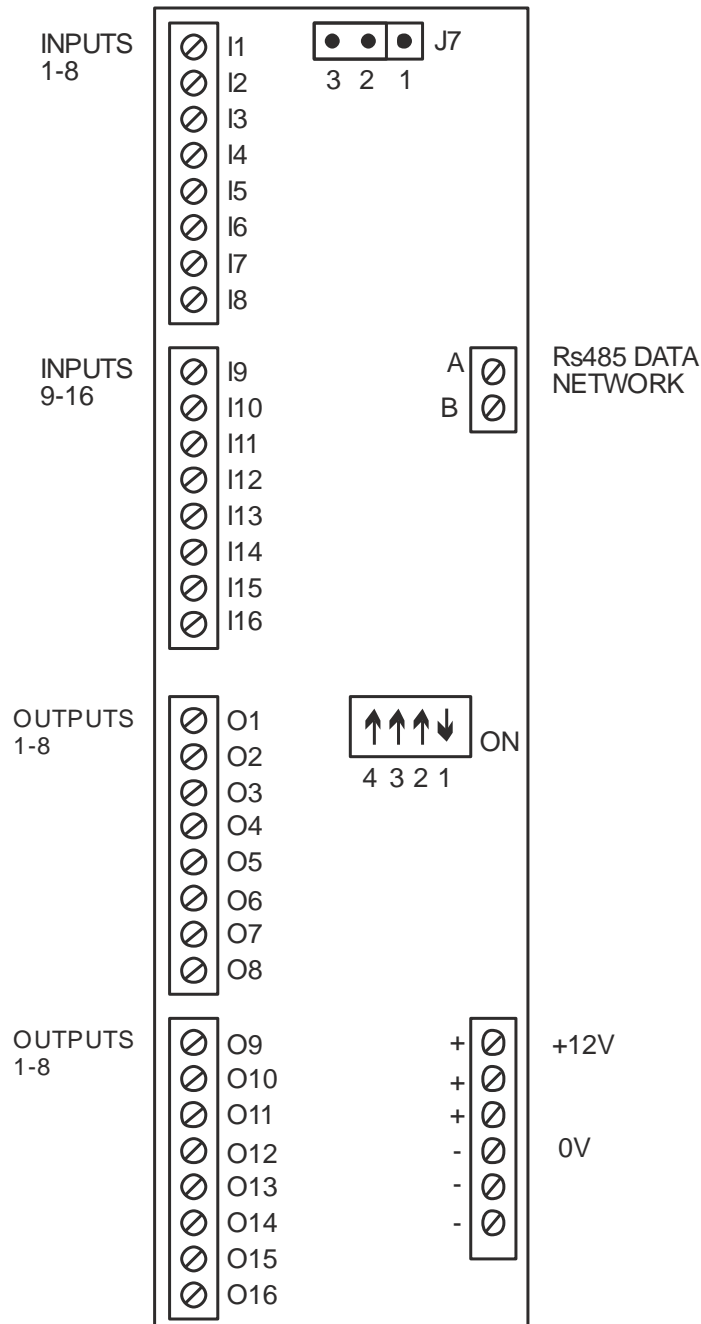 INPUTS
1-8
I1
I2
I3
I4
I5
I6
I7
I8
J7
3 2 1
INPUTS
9-16
I9
I10
I11
I12
I13
I14
I15
I16
A
B
Rs485 DATA
NETWORK
OUTPUTS
1-8
O1
O2
O3
O4
O5
O6
O7
O8
ON
4 3 2 1
OUTPUTS
1-8
O9
O10
O11
O12
O13
O14
O15
O16
+
+
+
-
-
-
+12V
0V